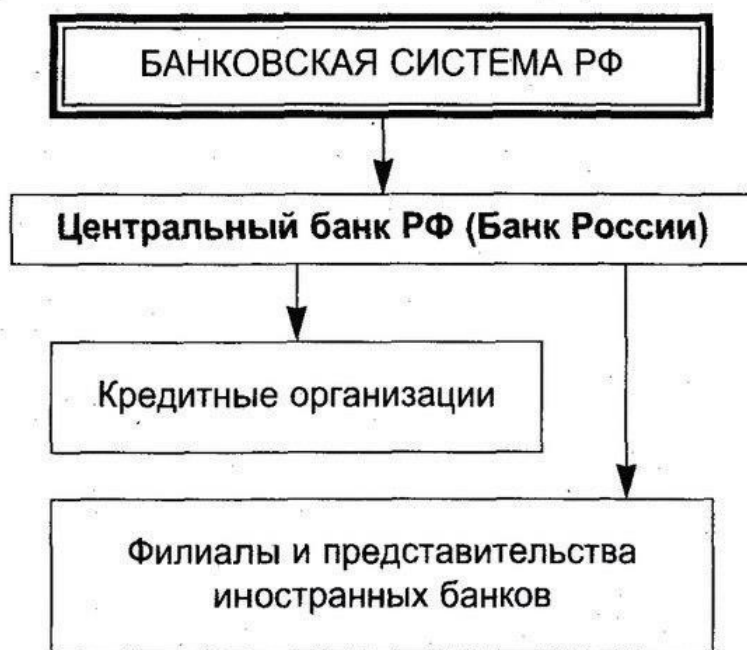 БАНКОВСКАЯ СИСТЕМА РФ
Центральный банк РФ (Банк России)
Кредитные организации
Филиалы и представительства
иностранных банков